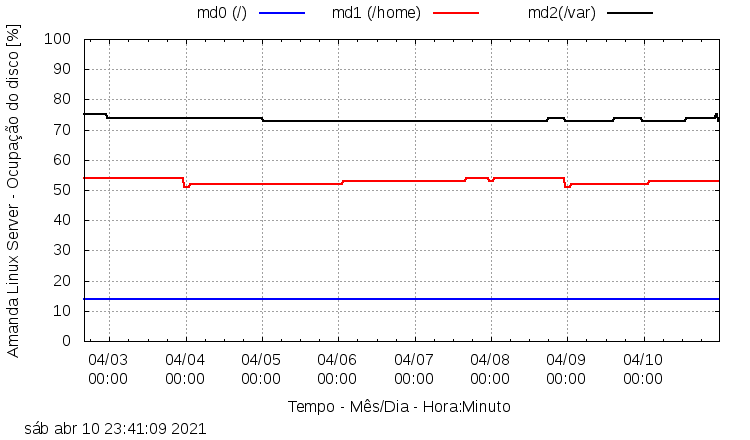 md0 (/) md1 (/home) md2(/var)
Amanda Linux Server - Ocupação do disco [%]
100
90
80
70
60
50
40
30
20
10
0
04/03 04/04 04/05 04/06 04/07 04/08 04/09 04/10
00:00 00:00 00:00 00:00 00:00 00:00 00:00 00:00
Tempo - Mês/Dia - Hora:Minuto
sáb abr 10 23:41:09 2021